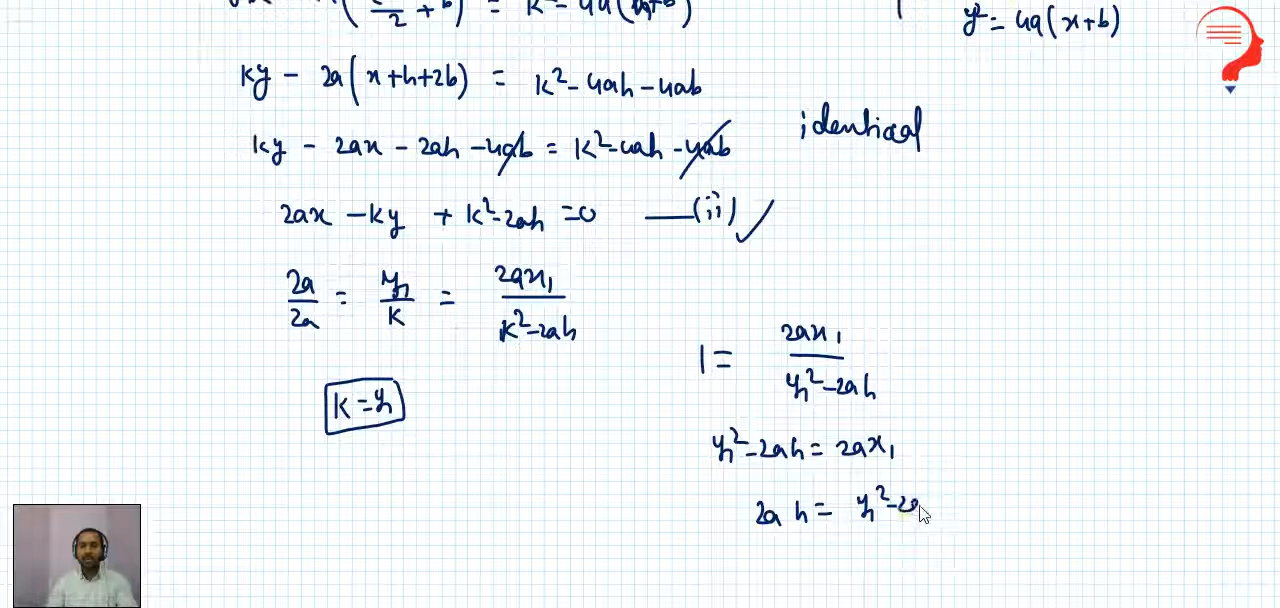 y² = 4a(x+b)
ky - 2a(x+h+2b) = k² - 4ah - 4ab
identical
ky - 2ax - 2ah - 4ab = k² - 4ah - 4ab
2ax - ky + k² - 2ah = 0 —(ii) ✓
2a/2a = y₁/k = 2ax₁/(k² - 2ah)
1 = 2ax₁/(y₁² - 2ah)
k = y₁
y₁² - 2ah = 2ax₁
2ah = y₁² - 2a